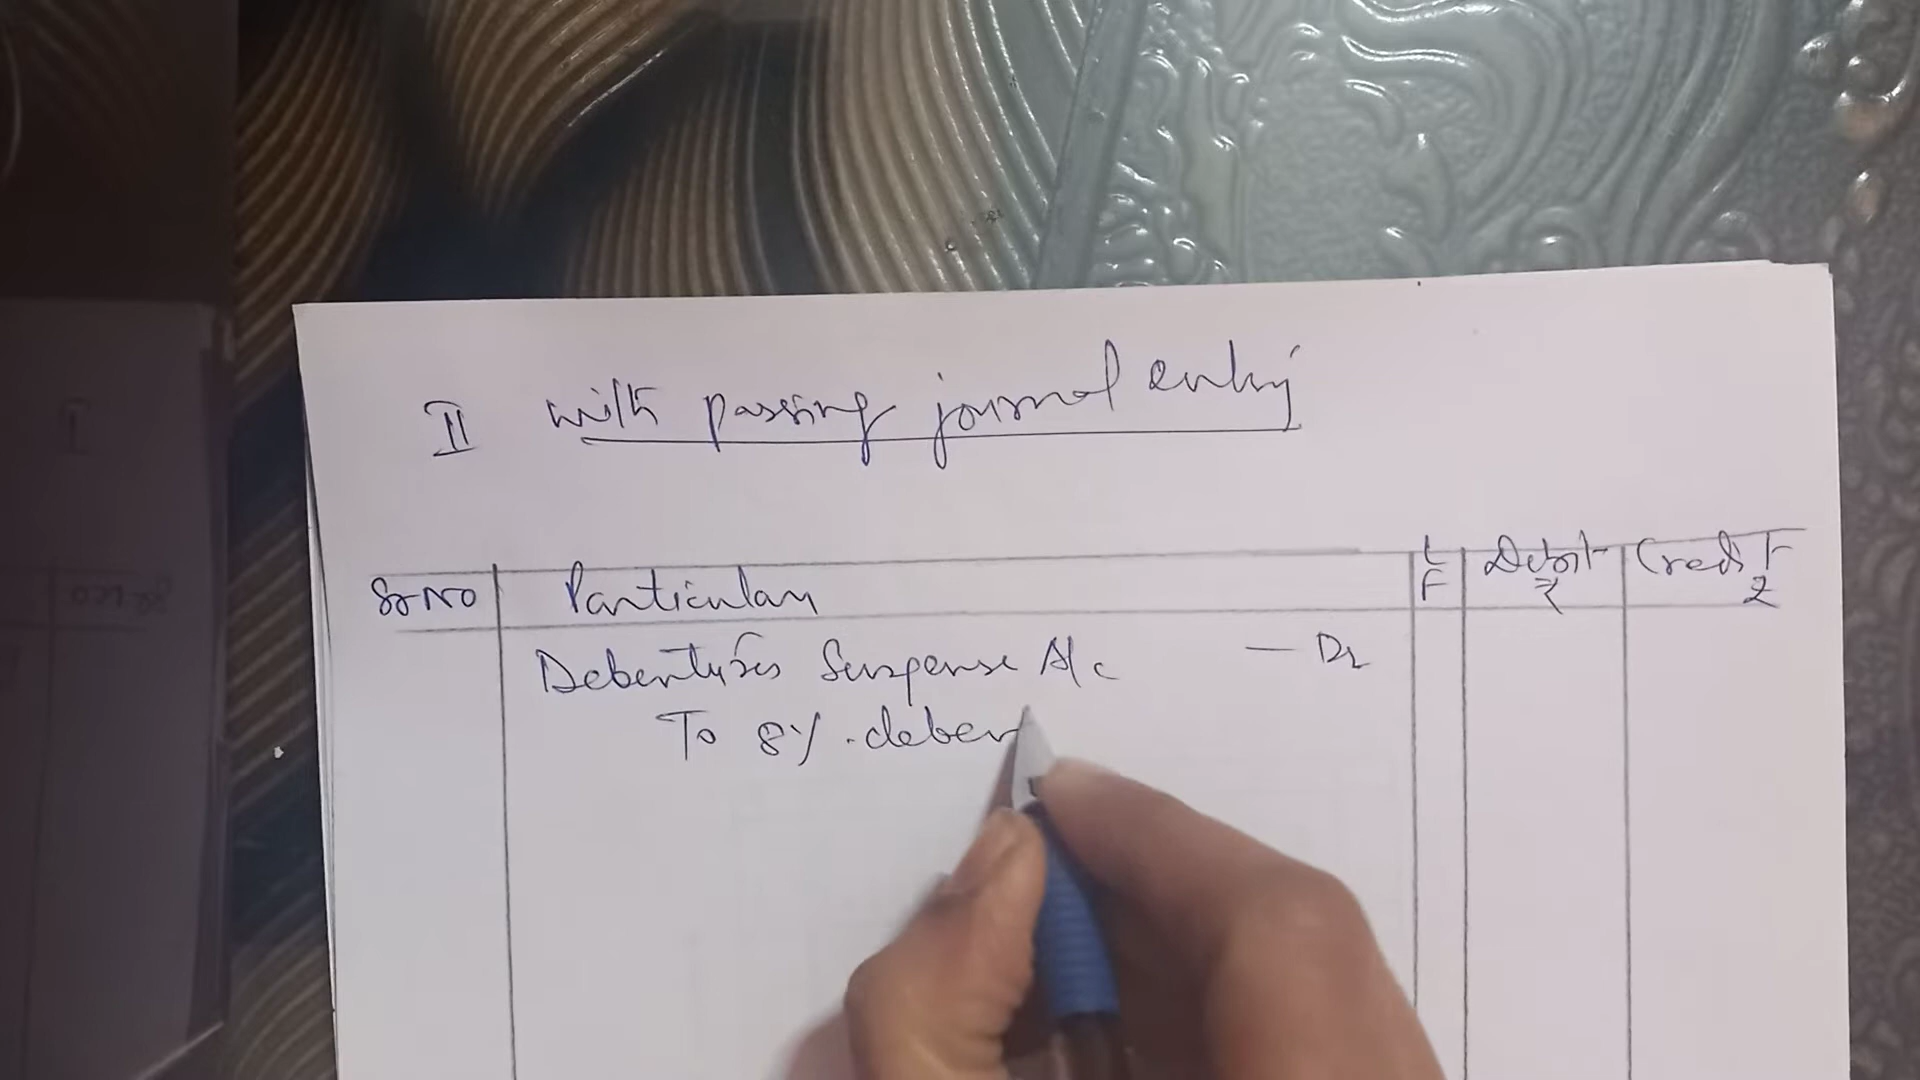 II with passing journal entry
Sr No Particulars L F Debit ₹ Credit ₹
Debentures Suspense A/c — Dr
To 8% deben